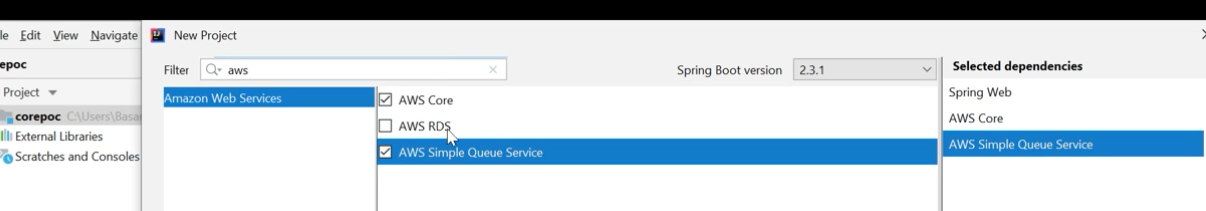 le Edit View Navigate New Project
epoc
Project
corepoc C:\Users\Basa
External Libraries
Scratches and Consoles
Filter aws Spring Boot version 2.3.1
Amazon Web Services
AWS Core
AWS RDS
AWS Simple Queue Service
Selected dependencies
Spring Web
AWS Core
AWS Simple Queue Service